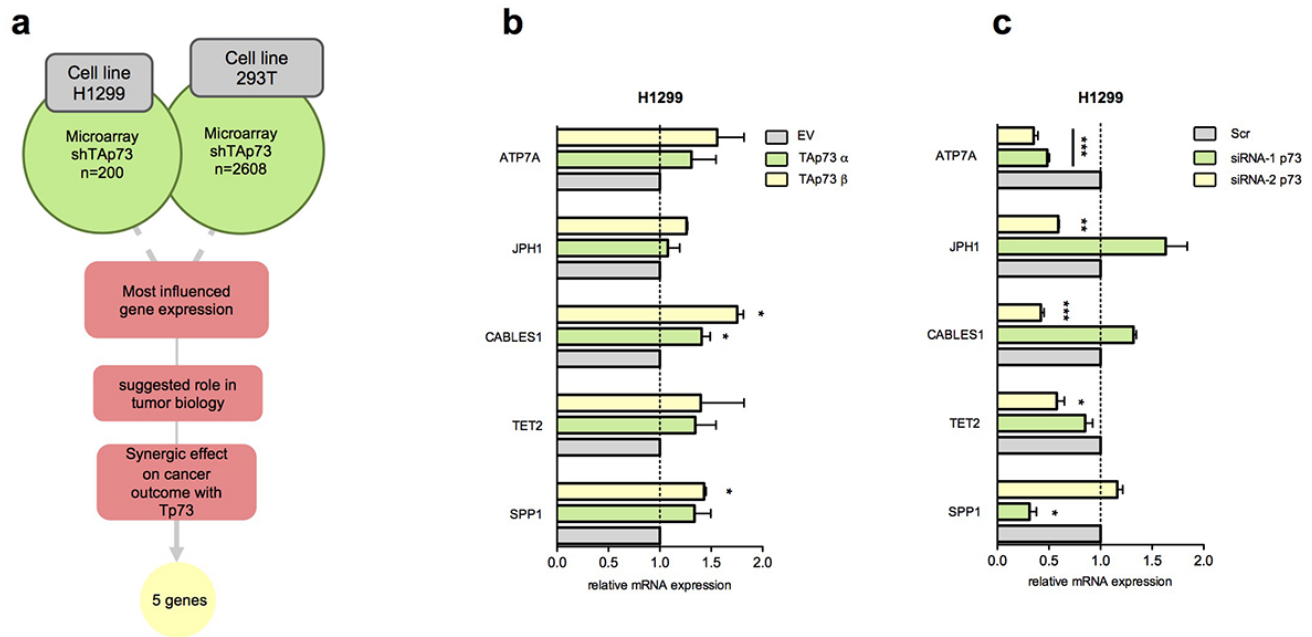 a
Cell line
H1299
Cell line
293T
Microarray
shTAp73
n=200
Microarray
shTAp73
n=2608
Most influenced
gene expression
suggested role in
tumor biology
Synergic effect
on cancer
outcome with
Tp73
5 genes
b
H1299
EV
TAp73 α
TAp73 β
ATP7A
JPH1
CABLES1
*
*
TET2
SPP1
*
0.0 0.5 1.0 1.5 2.0
relative mRNA expression
c
H1299
Scr
siRNA-1 p73
siRNA-2 p73
ATP7A
***
JPH1
**
CABLES1
***
TET2
*
SPP1
*
0.0 0.5 1.0 1.5 2.0
relative mRNA expression